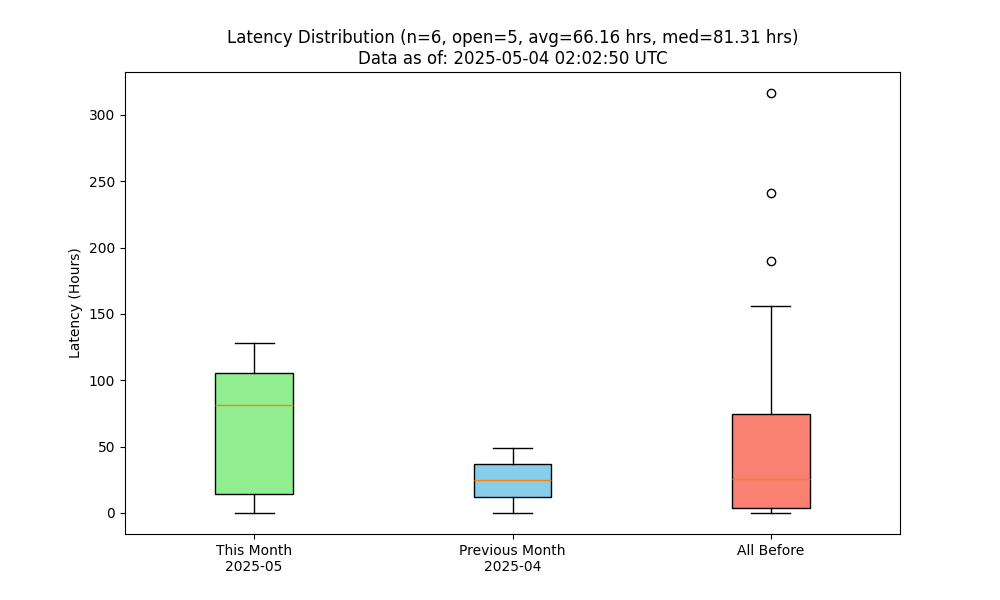 Latency Distribution (n=6, open=5, avg=66.16 hrs, med=81.31 hrs)
Data as of: 2025-05-04 02:02:50 UTC
Latency (Hours)
300
250
200
150
100
50
0
This Month
2025-05
Previous Month
2025-04
All Before